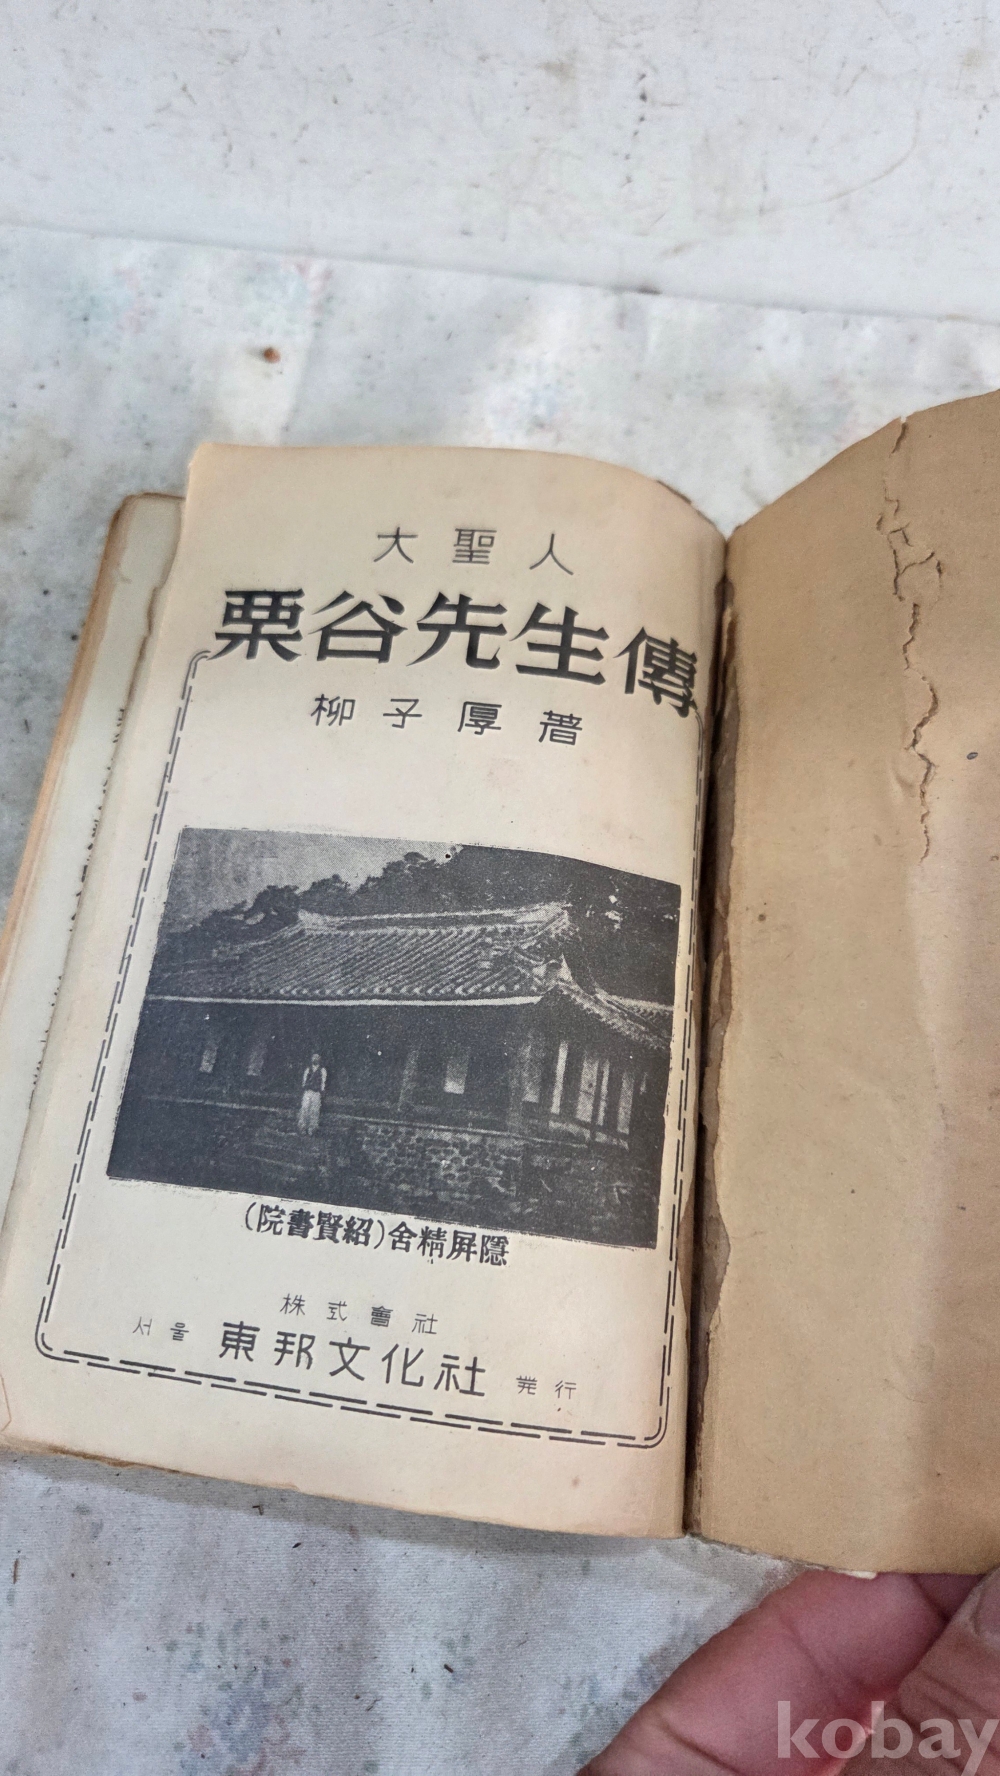 大聖人
栗谷先生傳
柳子厚著
隱屛精舍(紹賢書院)
株式會社
서울 東邦文化社 発行
kobay